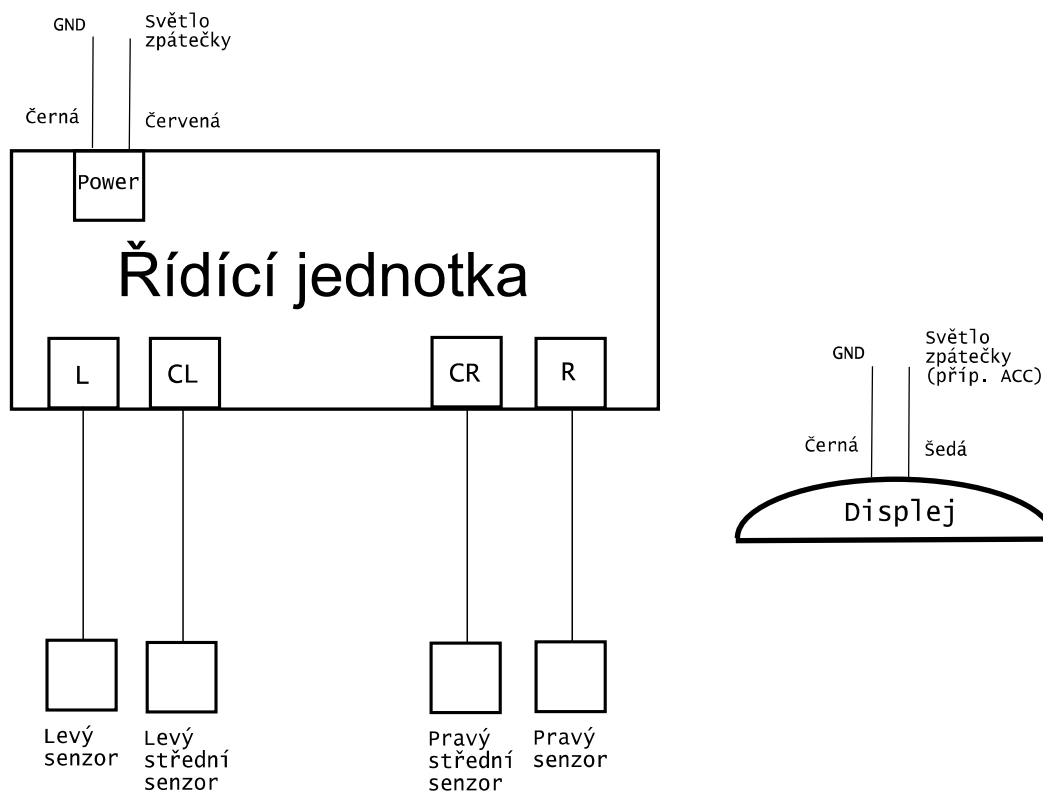 GND
Světlo
zpátečky
Černá
Červená
Power
Řídící jednotka
L
CL
CR
R
GND
Světlo
zpátečky
(příp. ACC)
Černá
Šedá
Displej
Levý
senzor
Levý
střední
senzor
Pravý
střední
senzor
Pravý
senzor